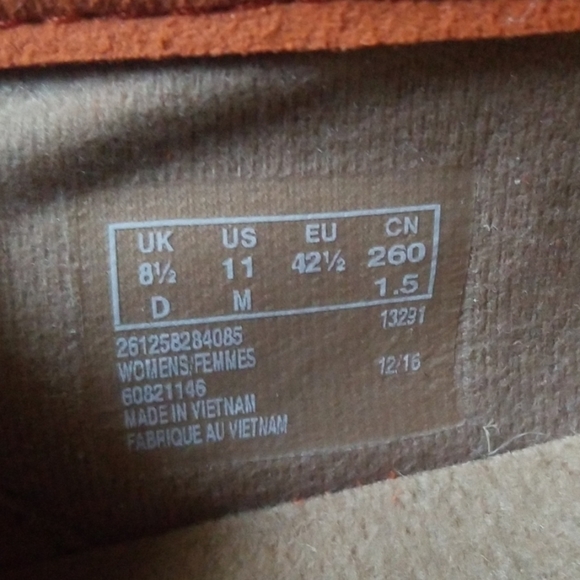 UK US EU CN
8½ 11 42½ 260
D M 1.5
261258284085 13291
WOMENS/FEMMES 12/16
60821146
MADE IN VIETNAM
FABRIQUE AU VIETNAM